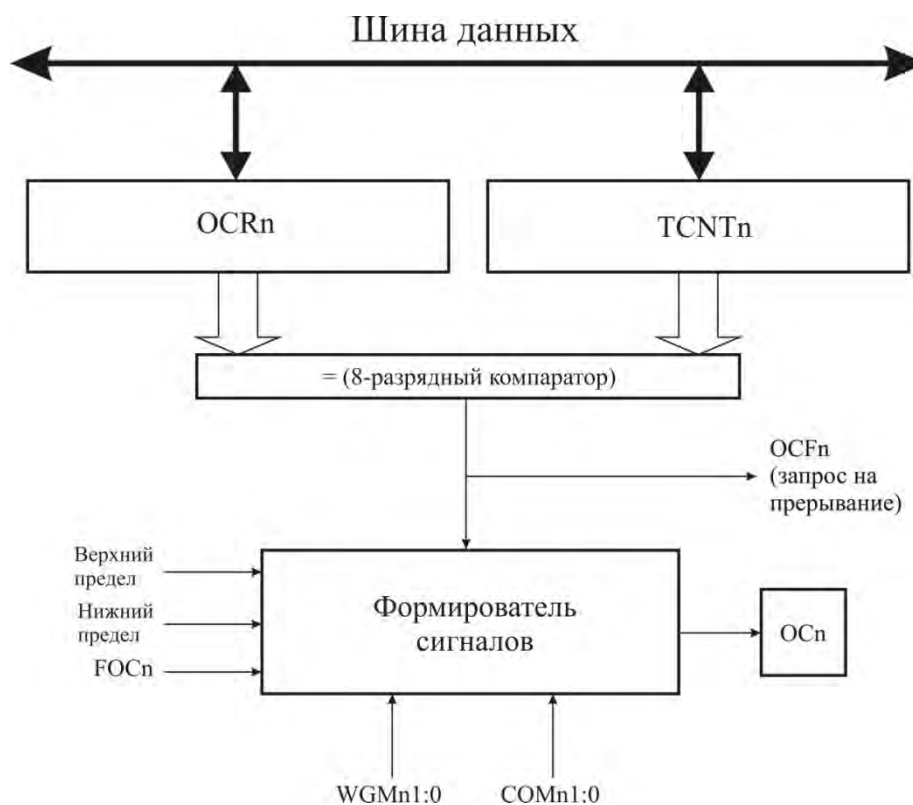 Шина данных
OCRn
TCNTn
= (8-разрядный компаратор)
OCFn
(запрос на
прерывание)
Верхний
предел
Нижний
предел
FOCn
Формирователь
сигналов
OCn
WGMn1:0
COMn1:0